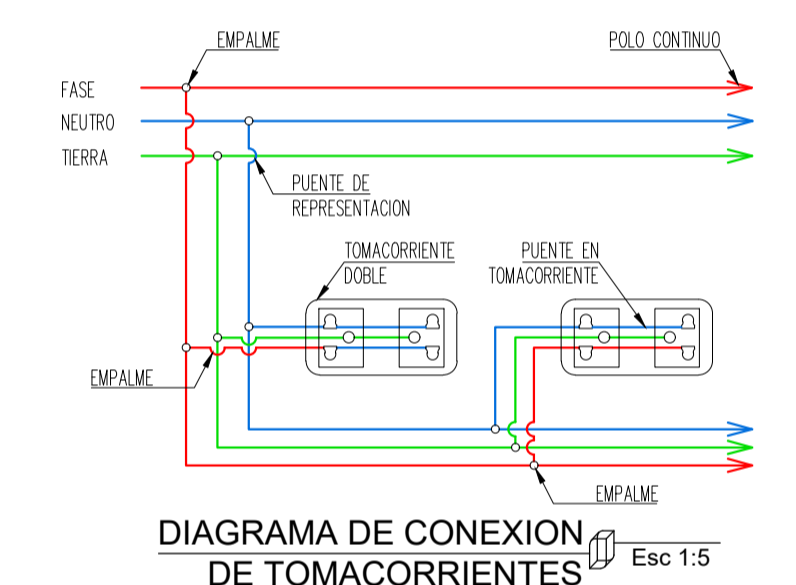 EMPALME
POLO CONTINUO
FASE
NEUTRO
TIERRA
PUENTE DE
REPRESENTACION
TOMACORRIENTE
DOBLE
PUENTE EN
TOMACORRIENTE
EMPALME
EMPALME
DIAGRAMA DE CONEXION
DE TOMACORRIENTES
Esc 1:5